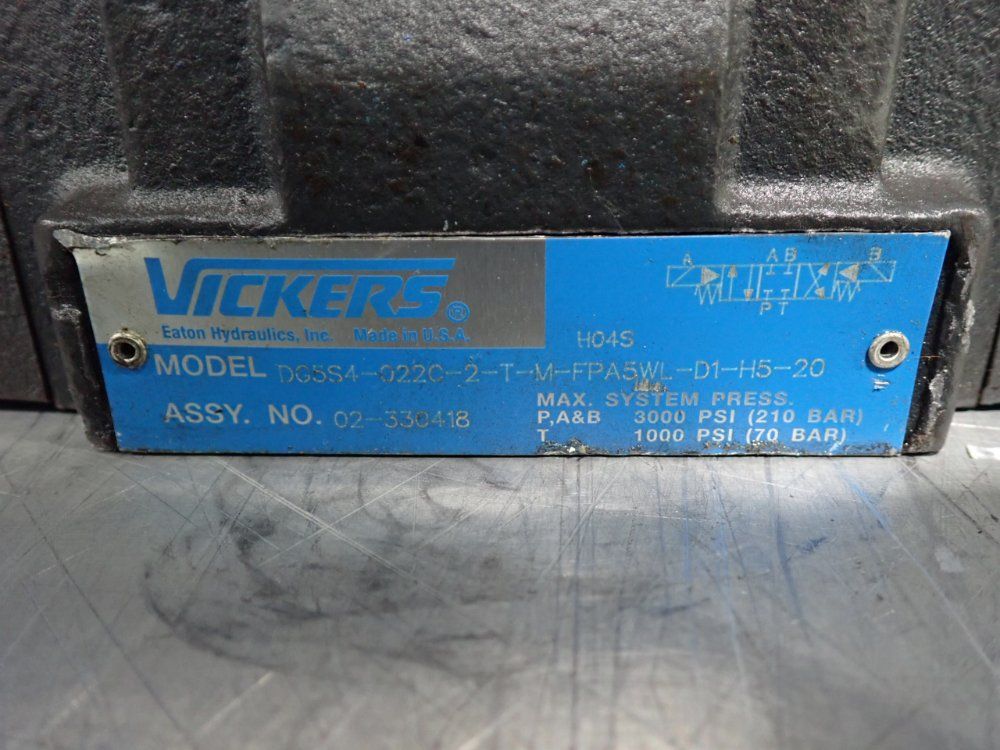 VICKERS®
Eaton Hydraulics, Inc. Made in U.S.A.
A AB B
PT
H04S
MODEL DG5S4-022C-2-T-M-FPA5WL-D1-H5-20
ASSY. NO. 02-330418
MAX. SYSTEM PRESS.
P,A&B 3000 PSI (210 BAR)
T 1000 PSI (70 BAR)